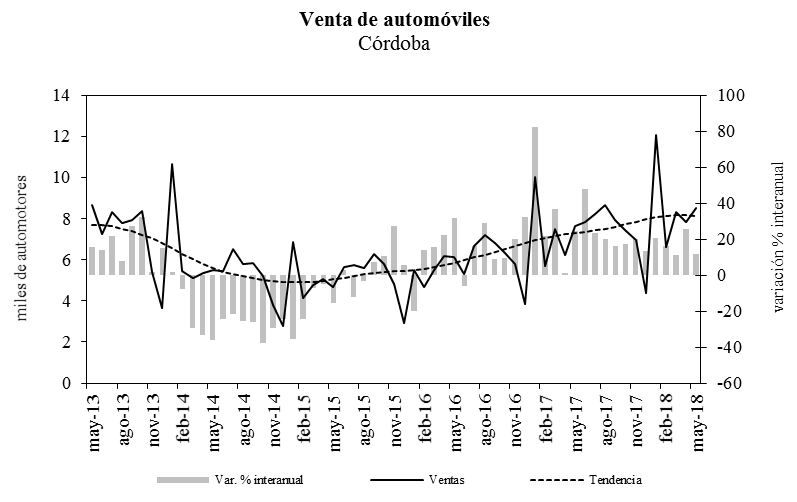 Venta de automóviles
Córdoba
miles de automotores
14
12
10
8
6
4
2
0
variación % interanual
100
80
60
40
20
0
-20
-40
-60
may-13
ago-13
nov-13
feb-14
may-14
ago-14
nov-14
feb-15
may-15
ago-15
nov-15
feb-16
may-16
ago-16
nov-16
feb-17
may-17
ago-17
nov-17
feb-18
may-18
Var. % interanual
Ventas
Tendencia